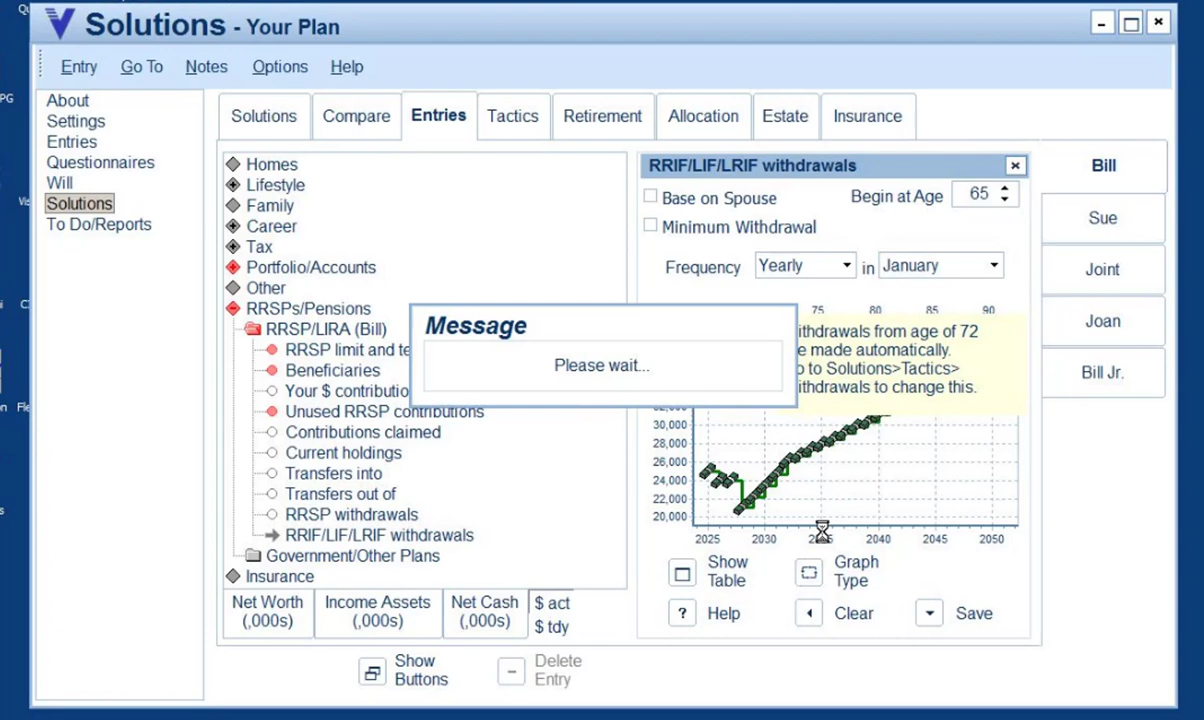 Solutions - Your Plan
Entry Go To Notes Options Help
About
Settings
Entries
Questionnaires
Will
Solutions
To Do/Reports
Solutions Compare Entries Tactics Retirement Allocation Estate Insurance
Homes
Lifestyle
Family
Career
Tax
Portfolio/Accounts
Other
RRSPs/Pensions
RRSP/LIRA (Bill)
RRSP limit and te
Beneficiaries
Your $ contributio
Unused RRSP contributions
Contributions claimed
Current holdings
Transfers into
Transfers out of
RRSP withdrawals
RRIF/LIF/LRIF withdrawals
Government/Other Plans
Insurance
Net Worth
(,000s)
Income Assets
(,000s)
Net Cash
(,000s)
$ act
$ tdy
Show
Buttons
Delete
Entry
Message
Please wait...
RRIF/LIF/LRIF withdrawals
Base on Spouse Begin at Age 65
Minimum Withdrawal
Frequency Yearly in January
75 80 85 90
ithdrawals from age of 72
e made automatically.
o to Solutions>Tactics>
ithdrawals to change this.
30,000
28,000
26,000
24,000
22,000
20,000
2025 2030 2040 2045 2050
Show
Table
Graph
Type
? Help Clear Save
Bill
Sue
Joint
Joan
Bill Jr.